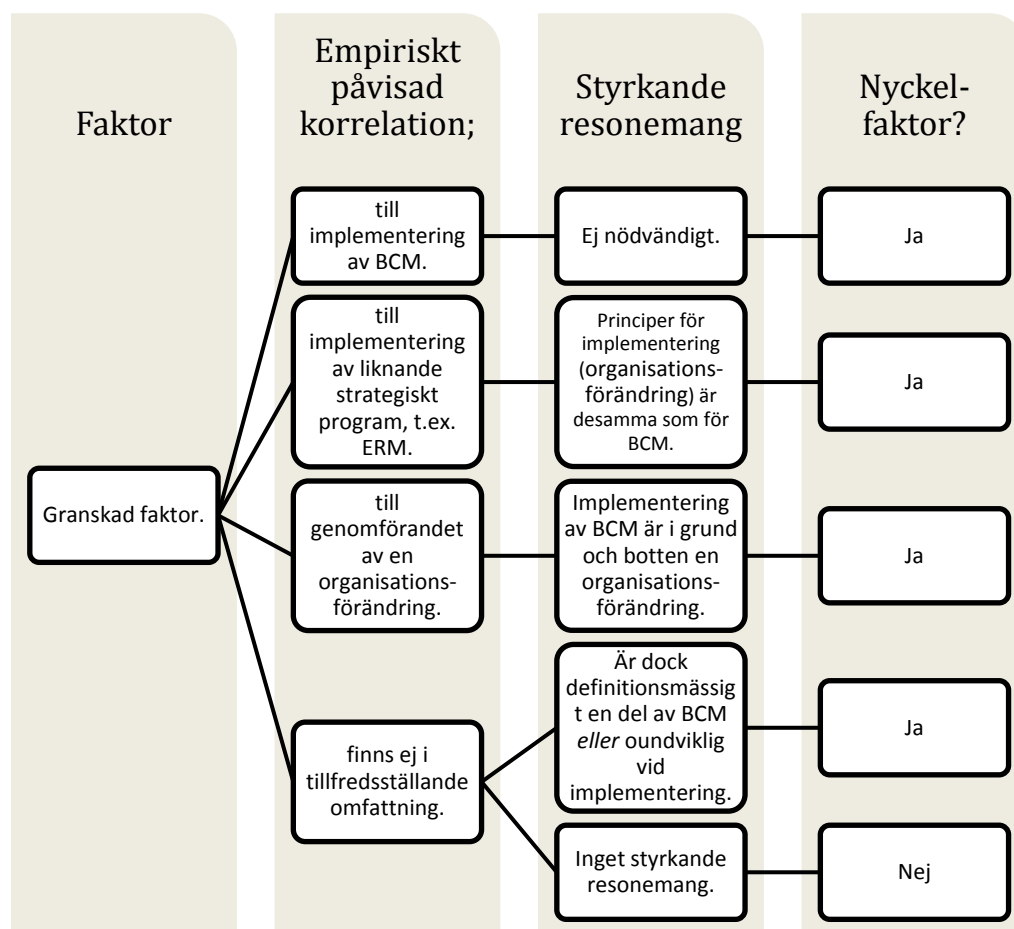 Faktor
Empiriskt
påvisad
korrelation;
Styrkande
resonemang
Nyckel-
faktor?
Granskad faktor.
till
implementering
av BCM.
Ej nödvändigt.
Ja
till
implementering
av liknande
strategiskt
program, t.ex.
ERM.
Principer för
implementering
(organisations-
förändring) är
desamma som för
BCM.
Ja
till
genomförandet
av en
organisations-
förändring.
Implementering
av BCM är i grund
och botten en
organisations-
förändring.
Ja
finns ej i
tillfredsställande
omfattning.
Är dock
definitionsmässig
t en del av BCM
eller oundviklig
vid
implementering.
Ja
Inget styrkande
resonemang.
Nej